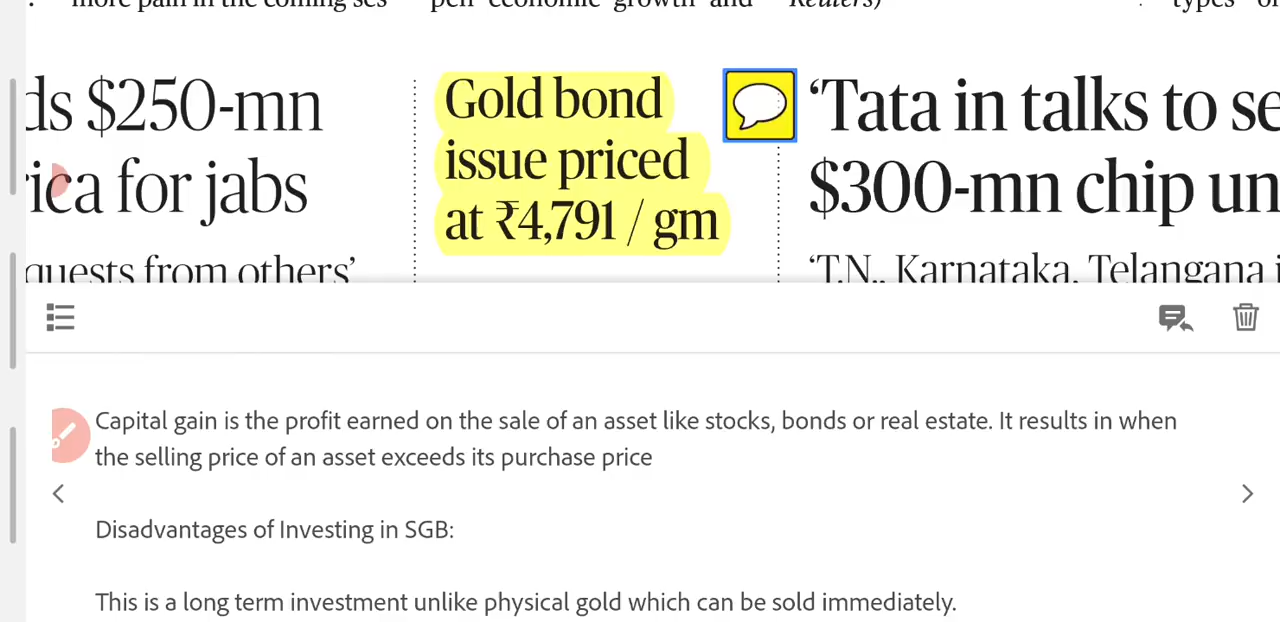 more pain in the coming ses
pen economic growth and
Reuters)
types
ds $250-mn
rica for jabs
quests from others’
Gold bond
issue priced
at ₹4,791 / gm
‘Tata in talks to se
$300-mn chip un
‘T.N., Karnataka, Telangana i
Capital gain is the profit earned on the sale of an asset like stocks, bonds or real estate. It results in when
the selling price of an asset exceeds its purchase price
Disadvantages of Investing in SGB:
This is a long term investment unlike physical gold which can be sold immediately.